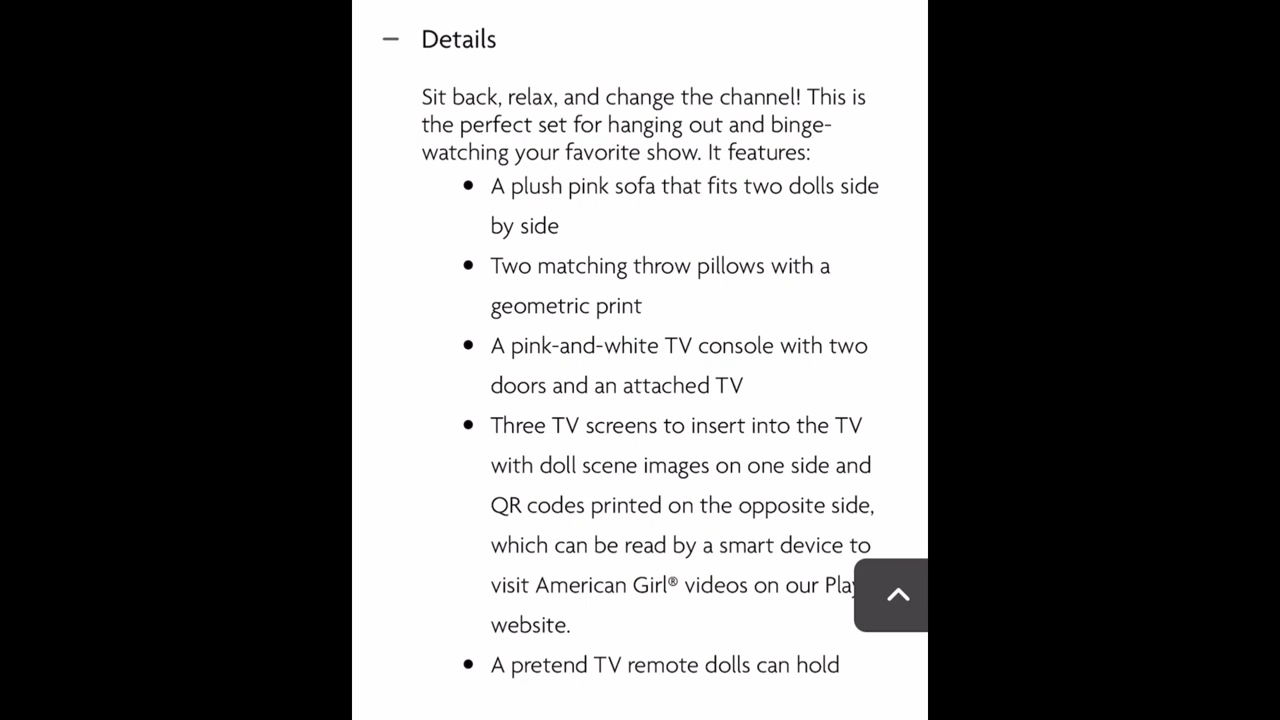 Details
Sit back, relax, and change the channel! This is
the perfect set for hanging out and binge-
watching your favorite show. It features:
• A plush pink sofa that fits two dolls side
by side
• Two matching throw pillows with a
geometric print
• A pink-and-white TV console with two
doors and an attached TV
• Three TV screens to insert into the TV
with doll scene images on one side and
QR codes printed on the opposite side,
which can be read by a smart device to
visit American Girl® videos on our Play
website.
• A pretend TV remote dolls can hold